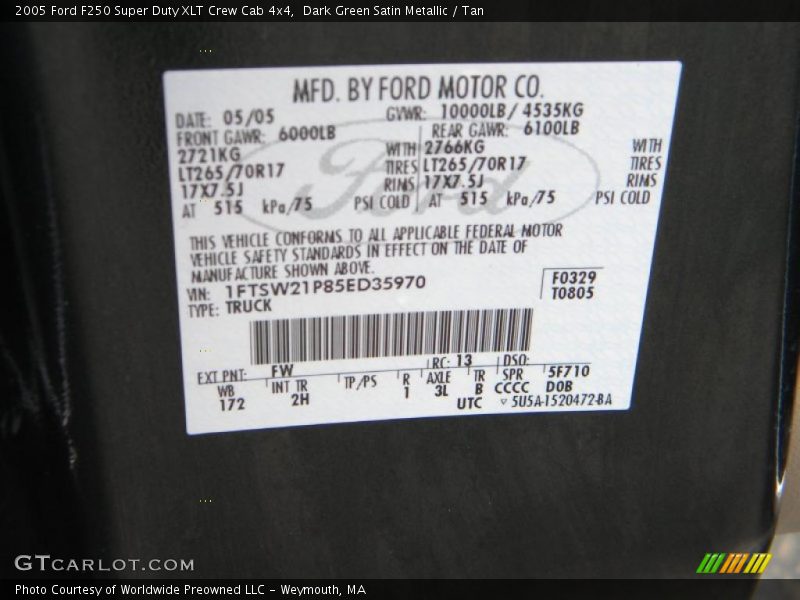 2005 Ford F250 Super Duty XLT Crew Cab 4x4, Dark Green Satin Metallic / Tan
MFD. BY FORD MOTOR CO.
DATE: 05/05 GVWR: 10000LB/ 4535KG
FRONT GAWR: 6000LB REAR GAWR: 6100LB
2721KG WITH 2766KG WITH
LT265/70R17 TIRES LT265/70R17 TIRES
17X7.5J RIMS 17X7.5J RIMS
AT 515 kPa/75 PSI COLD AT 515 kPa/75 PSI COLD
Ford
THIS VEHICLE CONFORMS TO ALL APPLICABLE FEDERAL MOTOR
VEHICLE SAFETY STANDARDS IN EFFECT ON THE DATE OF
MANUFACTURE SHOWN ABOVE.
VIN: 1FTSW21P85ED35970 F0329
TYPE: TRUCK T0805
EXT PNT: FW RC: 13 DSO:
WB INT TR TP/PS R AXLE TR SPR 5F710
172 2H 1 3L B CCCC DOB
UTC ▽ 5U5A-1520472-BA
GTCARLOT.COM
Photo Courtesy of Worldwide Preowned LLC – Weymouth, MA